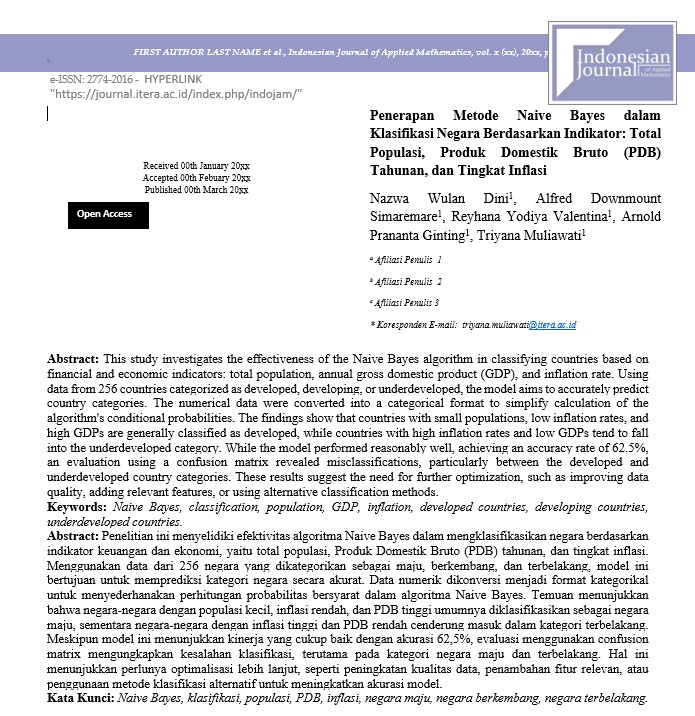 FIRST AUTHOR LAST NAME et al., Indonesian Journal of Applied Mathematics, vol. x (xx), 20xx, p
Indonesian
Journal of Applied Mathematics
e-ISSN: 2774-2016 - HYPERLINK
"https://journal.itera.ac.id/index.php/indojam/"
Penerapan Metode Naive Bayes dalam
Klasifikasi Negara Berdasarkan Indikator: Total
Populasi, Produk Domestik Bruto (PDB)
Tahunan, dan Tingkat Inflasi
Received 00th January 20xx
Accepted 00th Febuary 20xx
Published 00th March 20xx
Open Access
Nazwa Wulan Dini¹, Alfred Downmount
Simaremare¹, Reyhana Yodiya Valentina¹, Arnold
Prananta Ginting¹, Triyana Muliawati¹
ᵃ Afiliasi Penulis 1
ᵇ Afiliasi Penulis 2
ᶜ Afiliasi Penulis 3
* Koresponden E-mail: triyana.muliawati@itera.ac.id
Abstract: This study investigates the effectiveness of the Naive Bayes algorithm in classifying countries based on
financial and economic indicators: total population, annual gross domestic product (GDP), and inflation rate. Using
data from 256 countries categorized as developed, developing, or underdeveloped, the model aims to accurately predict
country categories. The numerical data were converted into a categorical format to simplify calculation of the
algorithm's conditional probabilities. The findings show that countries with small populations, low inflation rates, and
high GDPs are generally classified as developed, while countries with high inflation rates and low GDPs tend to fall
into the underdeveloped category. While the model performed reasonably well, achieving an accuracy rate of 62.5%,
an evaluation using a confusion matrix revealed misclassifications, particularly between the developed and
underdeveloped country categories. These results suggest the need for further optimization, such as improving data
quality, adding relevant features, or using alternative classification methods.
Keywords: Naive Bayes, classification, population, GDP, inflation, developed countries, developing countries,
underdeveloped countries.
Abstract: Penelitian ini menyelidiki efektivitas algoritma Naive Bayes dalam mengklasifikasikan negara berdasarkan
indikator keuangan dan ekonomi, yaitu total populasi, Produk Domestik Bruto (PDB) tahunan, dan tingkat inflasi.
Menggunakan data dari 256 negara yang dikategorikan sebagai maju, berkembang, dan terbelakang, model ini
bertujuan untuk memprediksi kategori negara secara akurat. Data numerik dikonversi menjadi format kategorikal
untuk menyederhanakan perhitungan probabilitas bersyarat dalam algoritma Naive Bayes. Temuan menunjukkan
bahwa negara-negara dengan populasi kecil, inflasi rendah, dan PDB tinggi umumnya diklasifikasikan sebagai negara
maju, sementara negara-negara dengan inflasi tinggi dan PDB rendah cenderung masuk dalam kategori terbelakang.
Meskipun model ini menunjukkan kinerja yang cukup baik dengan akurasi 62,5%, evaluasi menggunakan confusion
matrix mengungkapkan kesalahan klasifikasi, terutama pada kategori negara maju dan terbelakang. Hal ini
menunjukkan perlunya optimalisasi lebih lanjut, seperti peningkatan kualitas data, penambahan fitur relevan, atau
penggunaan metode klasifikasi alternatif untuk meningkatkan akurasi model.
Kata Kunci: Naive Bayes, klasifikasi, populasi, PDB, inflasi, negara maju, negara berkembang, negara terbelakang.